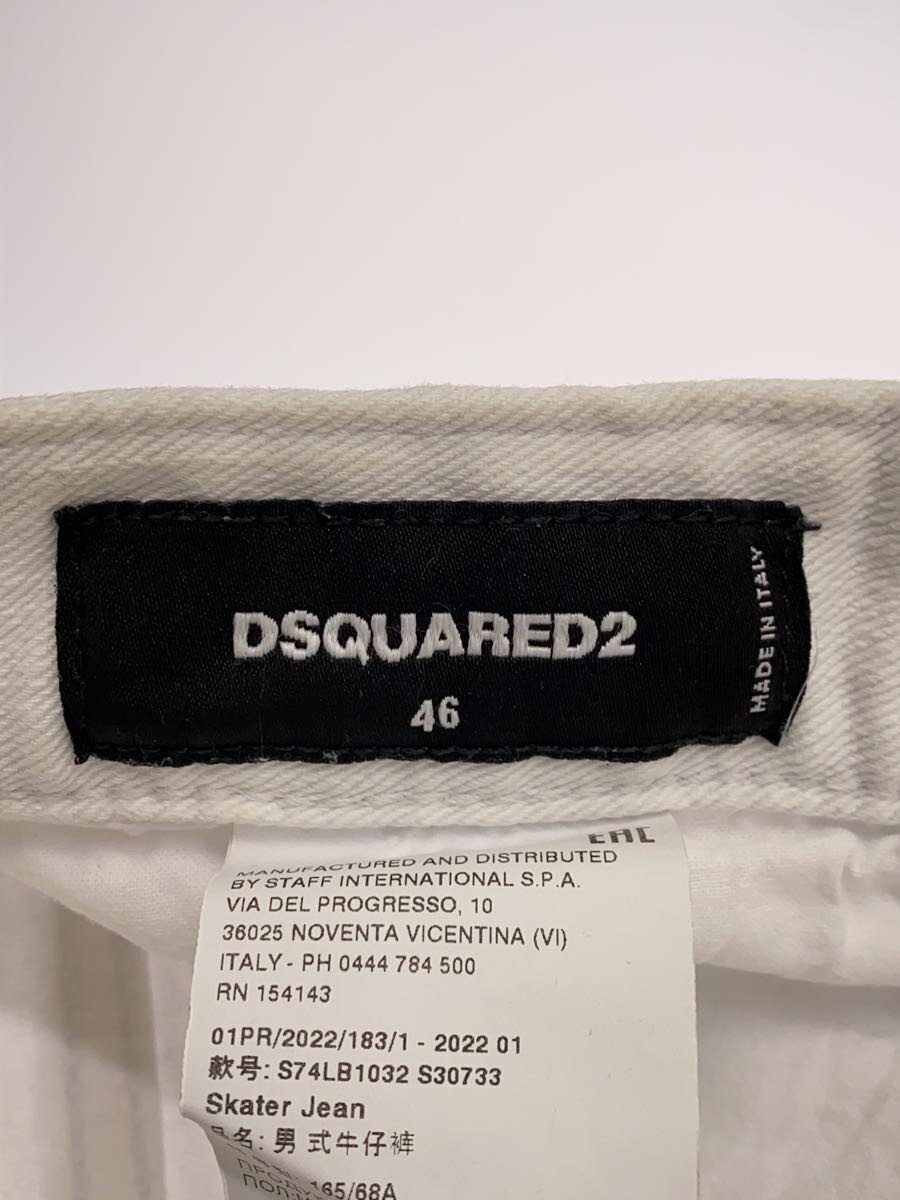 DSQUARED2
46
MADE IN ITALY
EAC
MANUFACTURED AND DISTRIBUTED
BY STAFF INTERNATIONAL S.P.A.
VIA DEL PROGRESSO, 10
36025 NOVENTA VICENTINA (VI)
ITALY - PH 0444 784 500
RN 154143
01PR/2022/183/1 - 2022 01
款号: S74LB1032 S30733
Skater Jean
品名: 男 式牛仔裤
165/68A